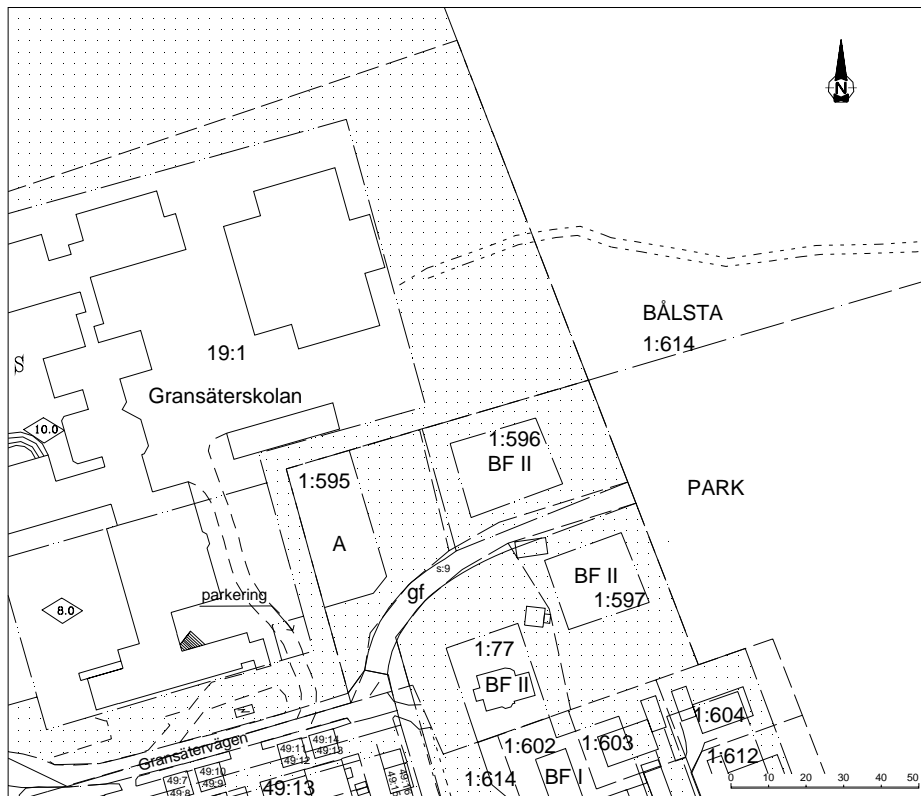 N
BÅLSTA
1:614
19:1
S
Gransäterskolan
10.0
1:596
BF II
1:595
PARK
A
s:9
gf
BF II
1:597
parkering
8.0
1:77
BF II
1:604
1:602
1:603
1:612
Gransätervägen
49:14
49:11
49:13
49:12
49:10
49:7
49:9
49:8
49:13
1:614
BF I
0 10 20 30 40 50